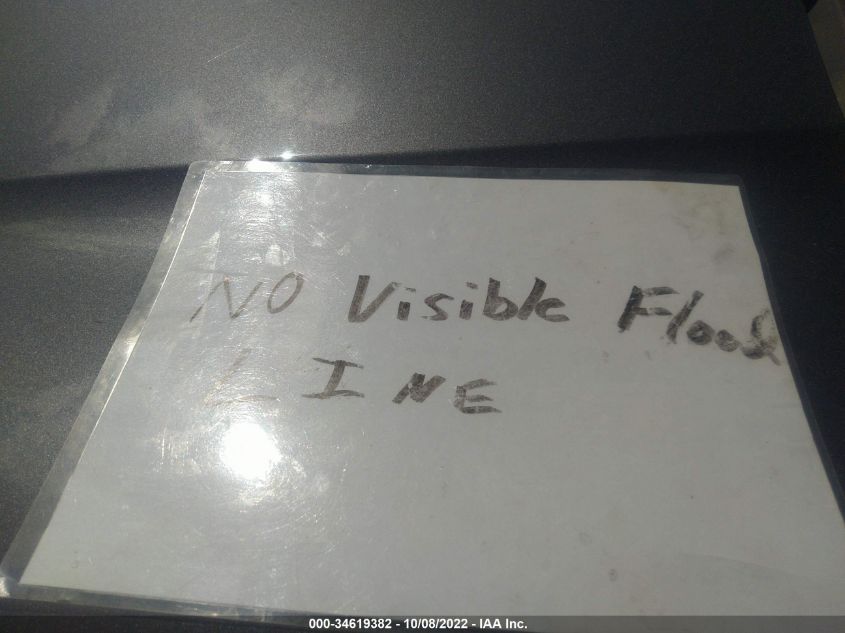 NO Visible Flood
LINE
000-34619382 - 10/08/2022 - IAA Inc.